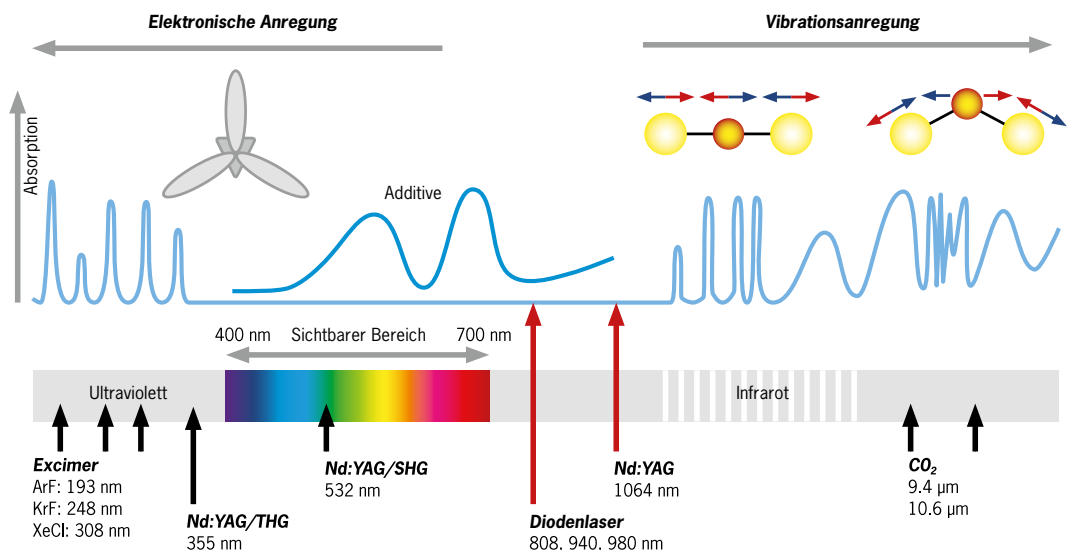 Elektronische Anregung
Vibrationsanregung
Absorption
Additive
400 nm
Sichtbarer Bereich
700 nm
Ultraviolett
Infrarot
Excimer
ArF: 193 nm
KrF: 248 nm
XeCl: 308 nm
Nd:YAG/THG
355 nm
Nd:YAG/SHG
532 nm
Diodenlaser
808, 940, 980 nm
Nd:YAG
1064 nm
CO₂
9.4 µm
10.6 µm